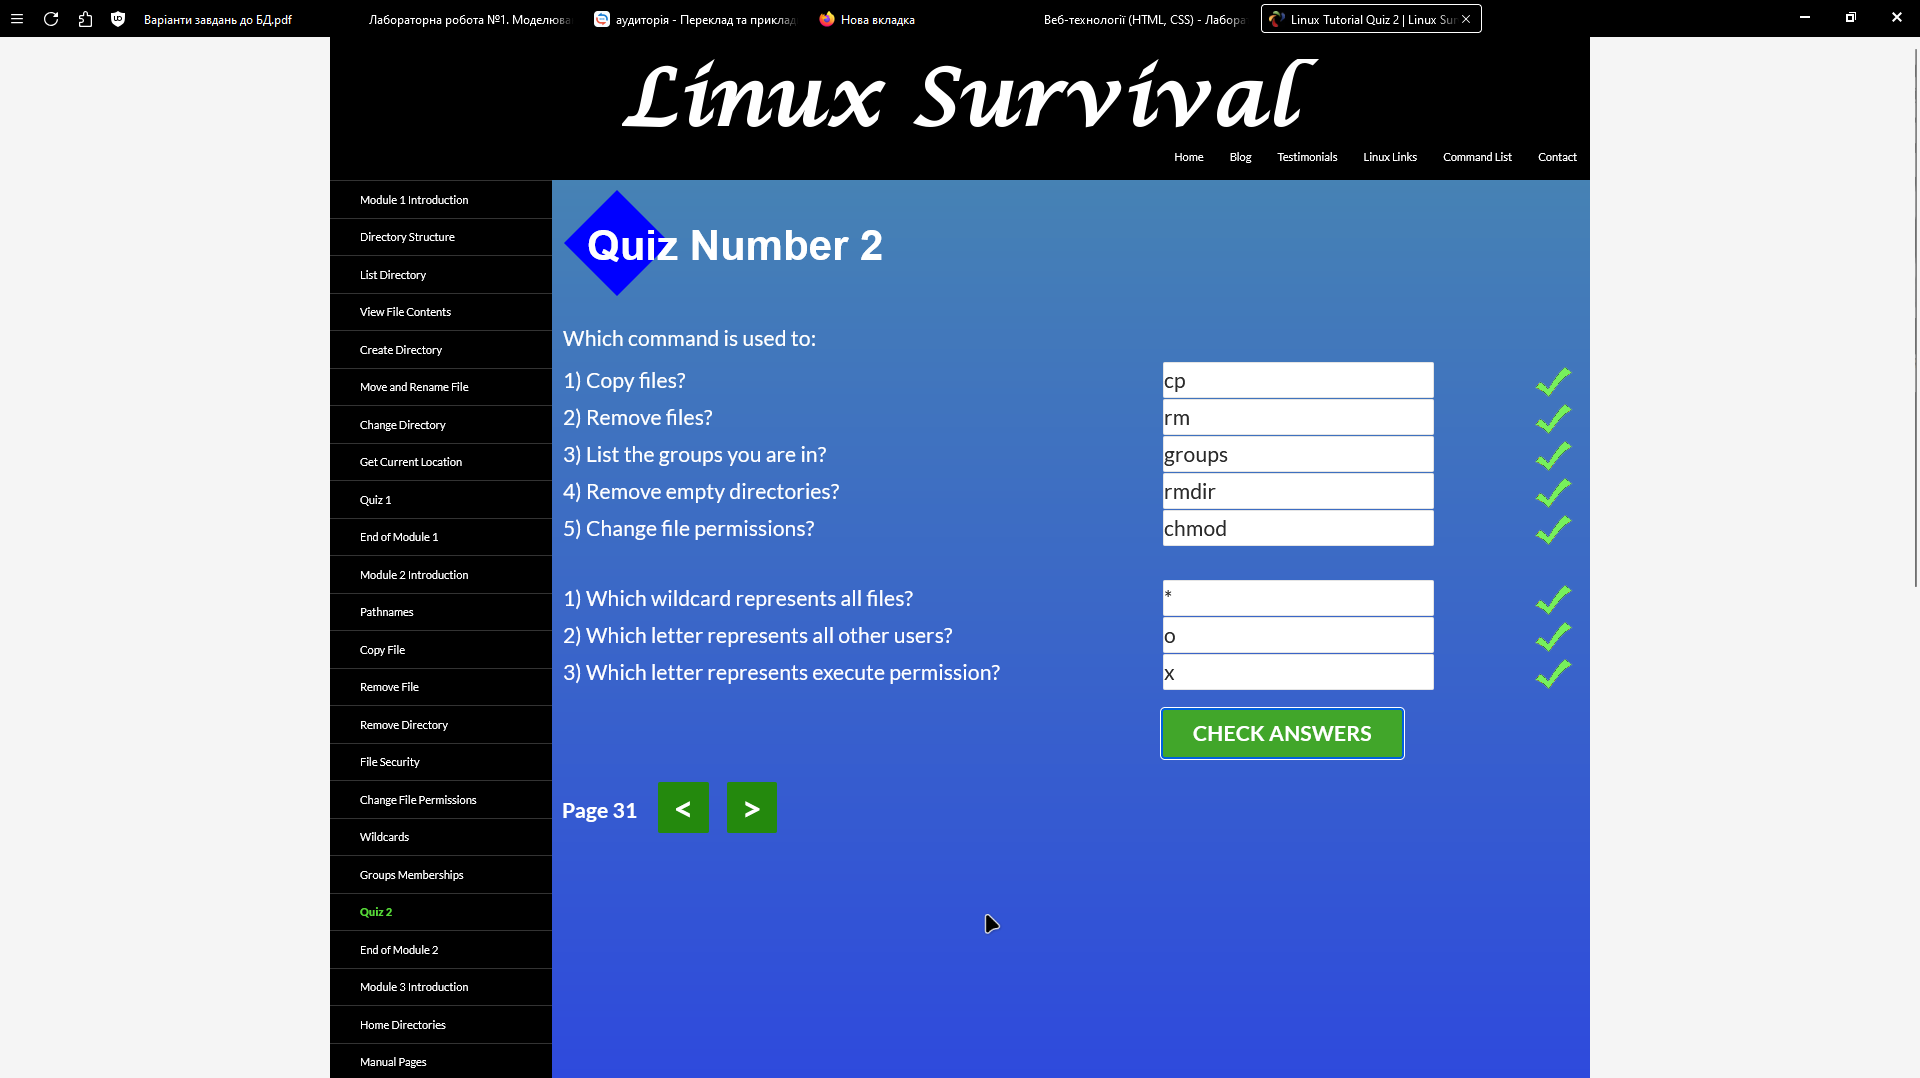 Варіанти завдань до БД.pdf
Лабораторна робота №1. Моделюва
аудиторія - Переклад та приклад
Нова вкладка
Веб-технології (HTML, CSS) - Лабора
Linux Tutorial Quiz 2 | Linux Sur
Linux Survival
Home Blog Testimonials Linux Links Command List Contact
Module 1 Introduction
Directory Structure
List Directory
View File Contents
Create Directory
Move and Rename File
Change Directory
Get Current Location
Quiz 1
End of Module 1
Module 2 Introduction
Pathnames
Copy File
Remove File
Remove Directory
File Security
Change File Permissions
Wildcards
Groups Memberships
Quiz 2
End of Module 2
Module 3 Introduction
Home Directories
Manual Pages
Quiz Number 2
Which command is used to:
1) Copy files? cp
2) Remove files? rm
3) List the groups you are in? groups
4) Remove empty directories? rmdir
5) Change file permissions? chmod
1) Which wildcard represents all files? *
2) Which letter represents all other users? o
3) Which letter represents execute permission? x
CHECK ANSWERS
Page 31 < >